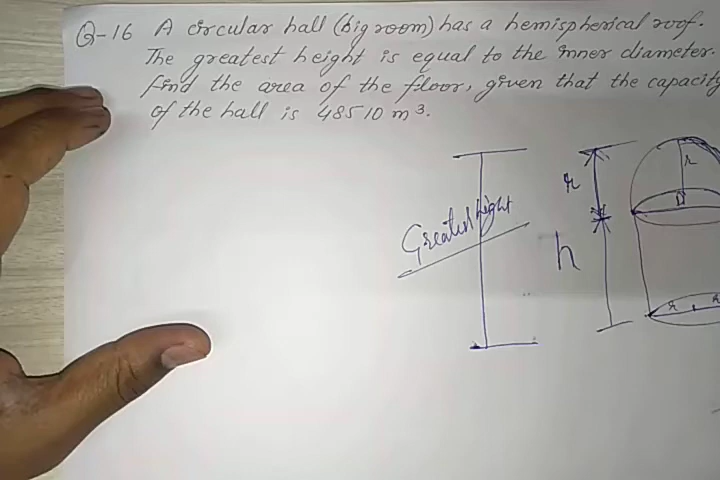 Q-16 A circular hall (big room) has a hemispherical roof.
The greatest height is equal to the inner diameter.
find the area of the floor, given that the capacity
of the hall is 48510 m³.
r
r
Greatest hight
h
r